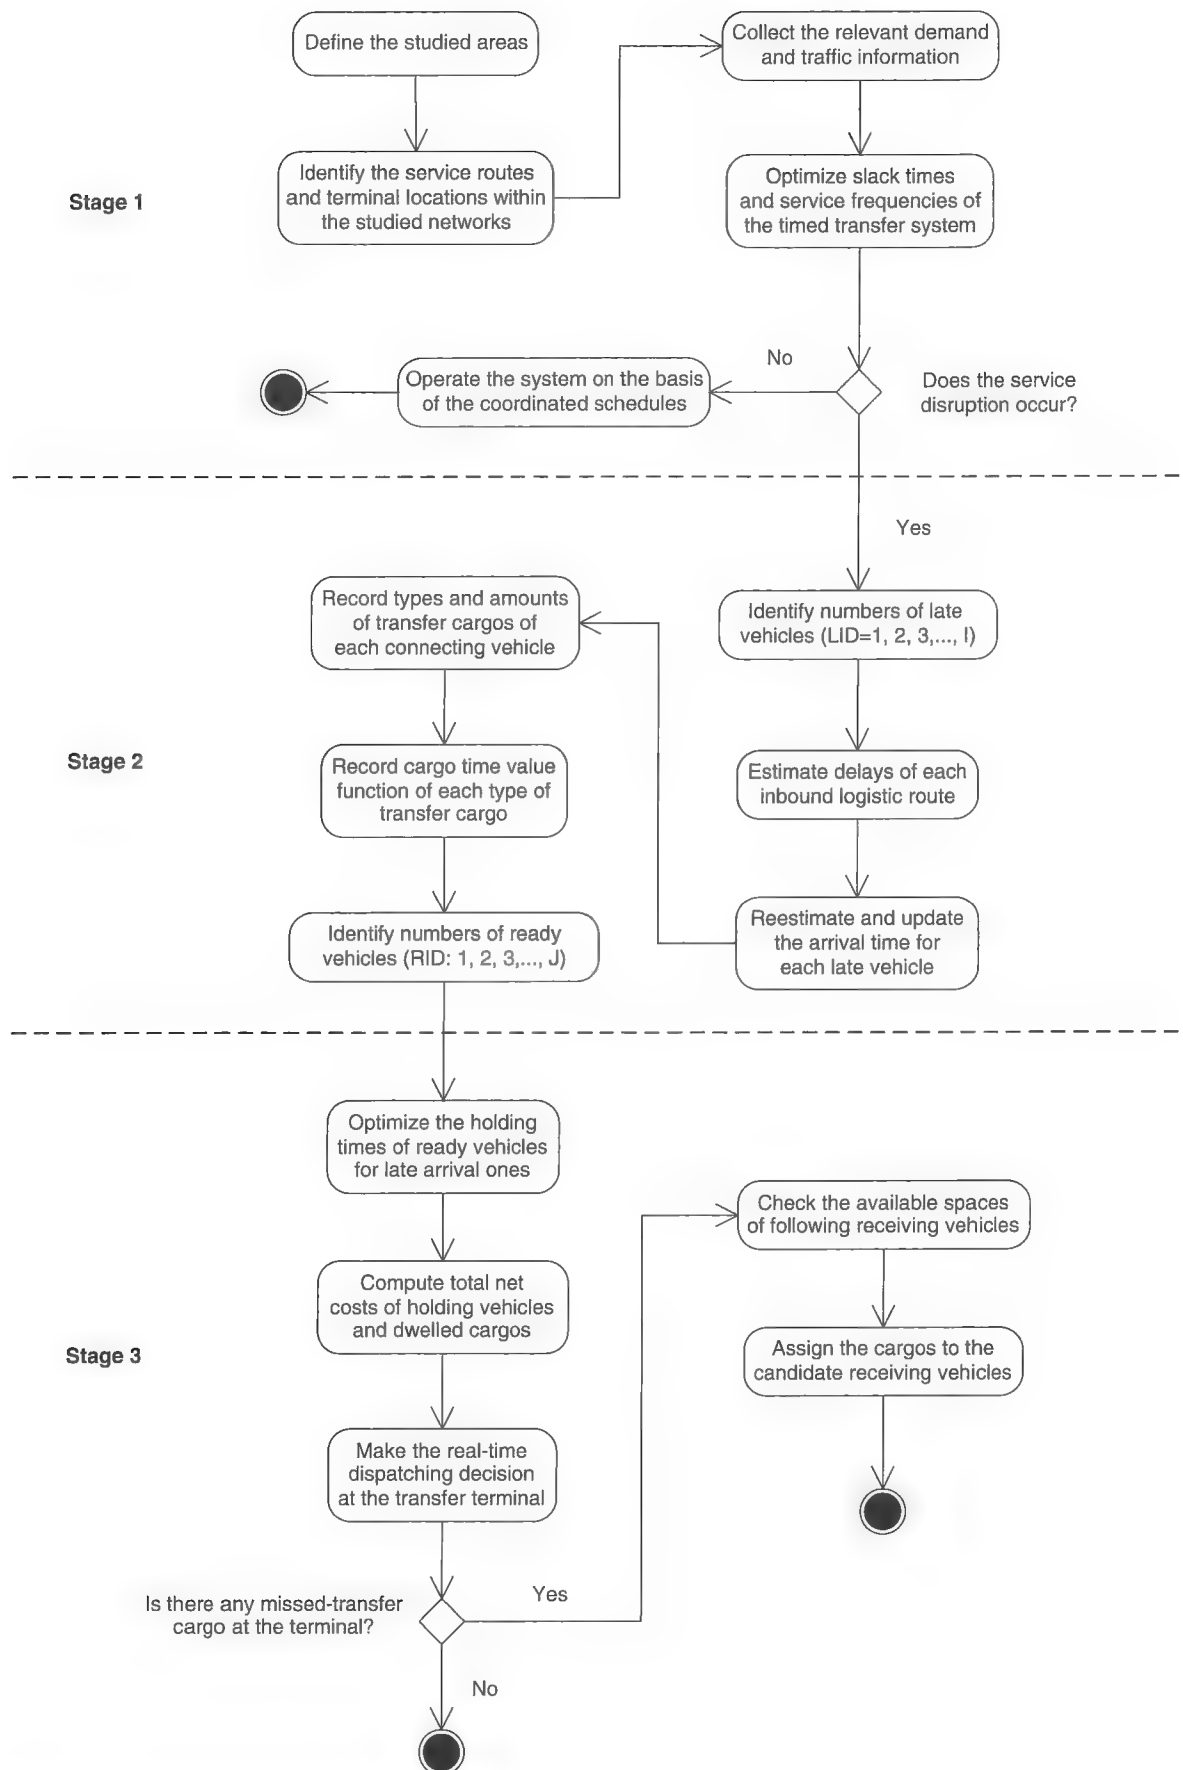 Define the studied areas
Collect the relevant demand
and traffic information
Stage 1
Identify the service routes
and terminal locations within
the studied networks
Optimize slack times
and service frequencies of
the timed transfer system
No
Operate the system on the basis
of the coordinated schedules
Does the service
disruption occur?
Yes
Stage 2
Identify numbers of late
vehicles (LID=1, 2, 3,..., I)
Estimate delays of each
inbound logistic route
Reestimate and update
the arrival time for
each late vehicle
Record types and amounts
of transfer cargos of
each connecting vehicle
Record cargo time value
function of each type of
transfer cargo
Identify numbers of ready
vehicles (RID: 1, 2, 3,..., J)
Stage 3
Optimize the holding
times of ready vehicles
for late arrival ones
Compute total net
costs of holding vehicles
and dwelled cargos
Make the real-time
dispatching decision
at the transfer terminal
Is there any missed-transfer
cargo at the terminal?
Yes
No
Check the available spaces
of following receiving vehicles
Assign the cargos to the
candidate receiving vehicles